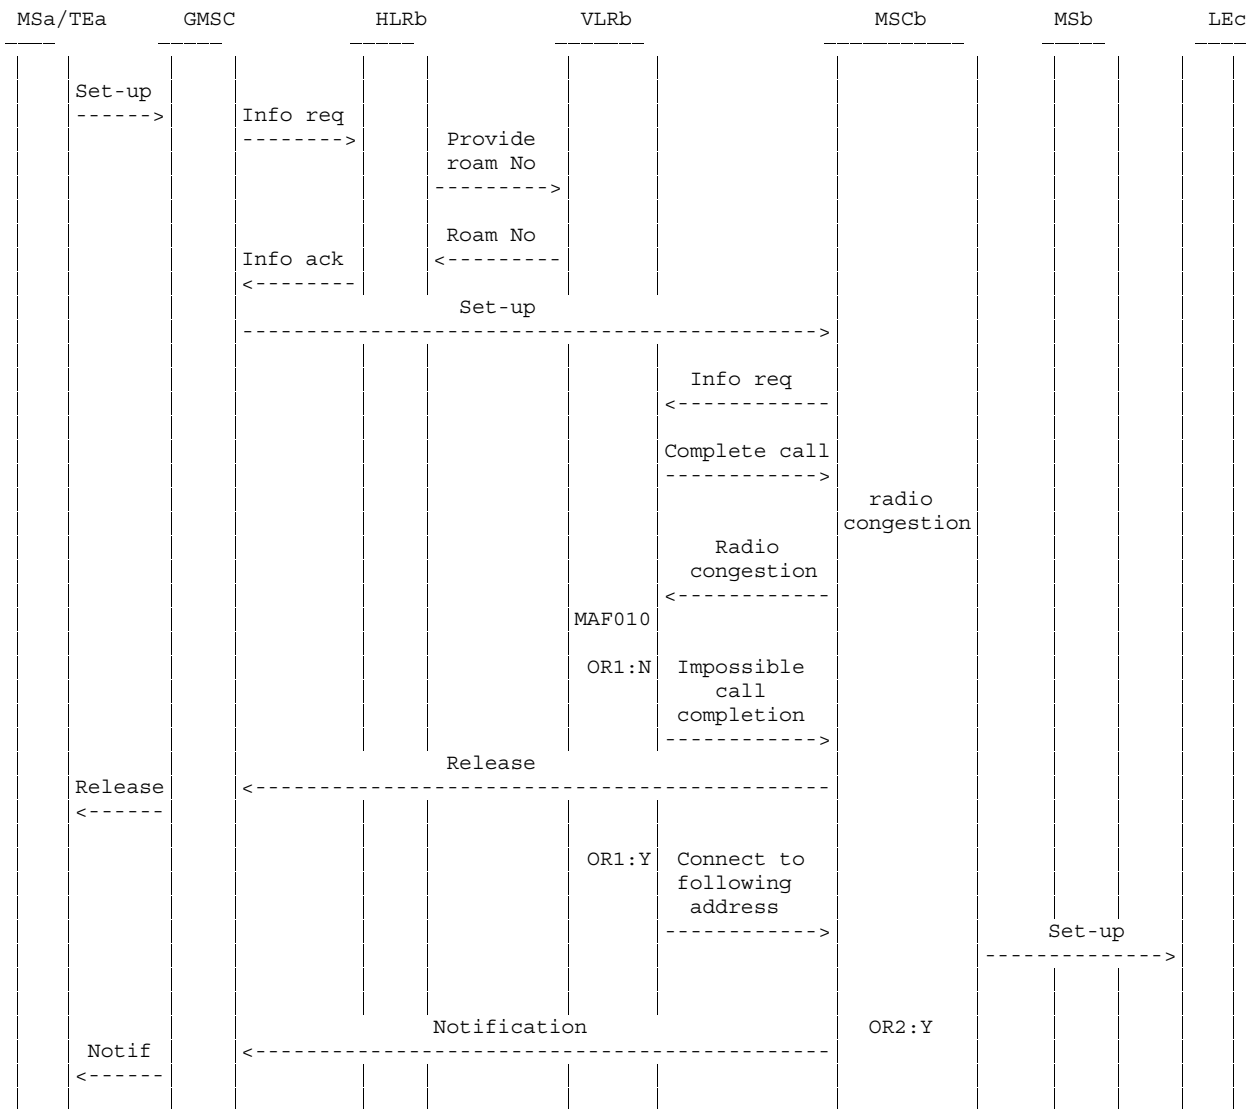 MSa/TEa GMSC HLRb VLRb MSCb MSb LEc
Set-up
------> Info req
--------> Provide
roam No
--------->
Roam No
Info ack <---------
<--------
Set-up
--------------------------------------------->
Info req
<------------
Complete call
------------>
radio
congestion
Radio
congestion
<------------
MAF010
OR1:N Impossible
call
completion
------------>
Release
Release <---------------------------------------------
<------
OR1:Y Connect to
following
address
------------> Set-up
-------------->
Notification OR2:Y
Notif <---------------------------------------------
<------